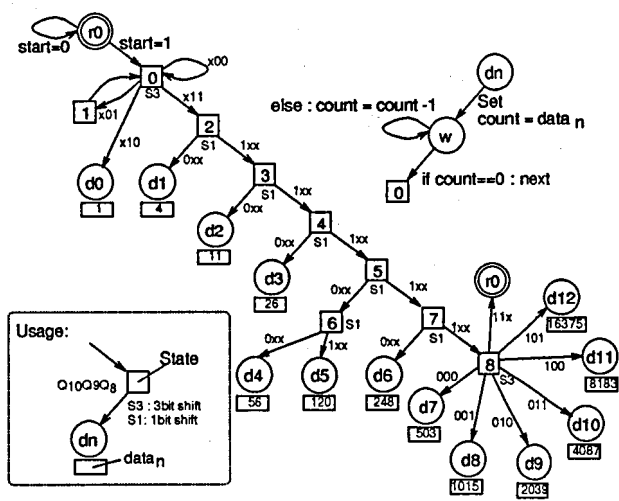 r0
start=0
start=1
0
S3
x00
1
x01
x11
x10
2
S1
d0
1
0xx
1xx
d1
4
3
S1
0xx
1xx
d2
11
4
S1
0xx
1xx
d3
26
5
S1
0xx
1xx
6
S1
0xx
1xx
d4
56
d5
120
7
S1
0xx
1xx
d6
248
8
S3
r0
11x
d12
16375
101
d11
8183
100
000
d7
503
001
d8
1015
010
d9
2039
011
d10
4087
dn
Set
count = data n
else : count = count -1
w
if count==0 : next
0
Usage:
State
Q10Q9Q8
S3 : 3bit shift
S1: 1bit shift
dn
data n